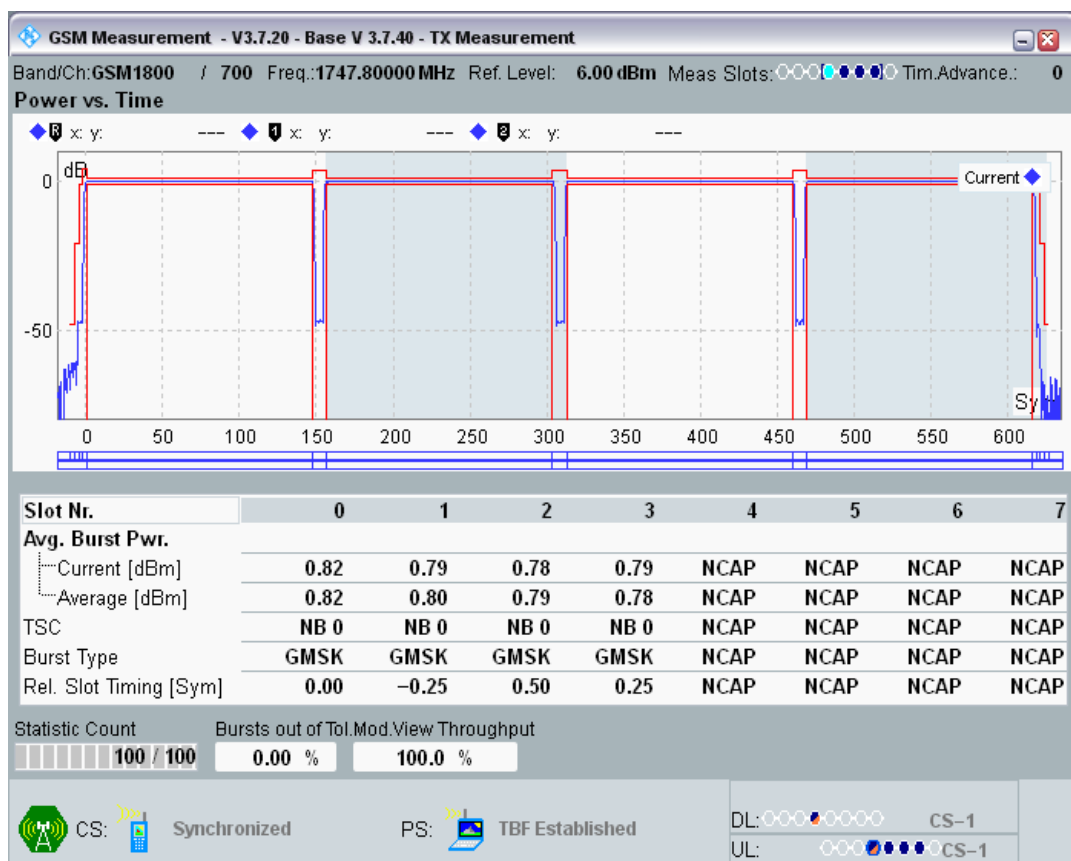 GSM Measurement - V3.7.20 - Base V 3.7.40 - TX Measurement
Band/Ch:GSM1800 / 700 Freq.:1747.80000 MHz Ref. Level: 6.00 dBm Meas Slots: Tim.Advance.: 0
Power vs. Time
R x: y: --- 1 x: y: --- 2 x: y: ---
dB
Current
0
-50
Sy
0 50 100 150 200 250 300 350 400 450 500 550 600
Slot Nr. 0 1 2 3 4 5 6 7
Avg. Burst Pwr.
Current [dBm] 0.82 0.79 0.78 0.79 NCAP NCAP NCAP NCAP
Average [dBm] 0.82 0.80 0.79 0.78 NCAP NCAP NCAP NCAP
TSC NB 0 NB 0 NB 0 NB 0 NCAP NCAP NCAP NCAP
Burst Type GMSK GMSK GMSK GMSK NCAP NCAP NCAP NCAP
Rel. Slot Timing [Sym] 0.00 −0.25 0.50 0.25 NCAP NCAP NCAP NCAP
Statistic Count Bursts out of Tol.Mod.View Throughput
100 / 100 0.00 % 100.0 %
CS: Synchronized PS: TBF Established
DL: CS−1
UL: CS−1